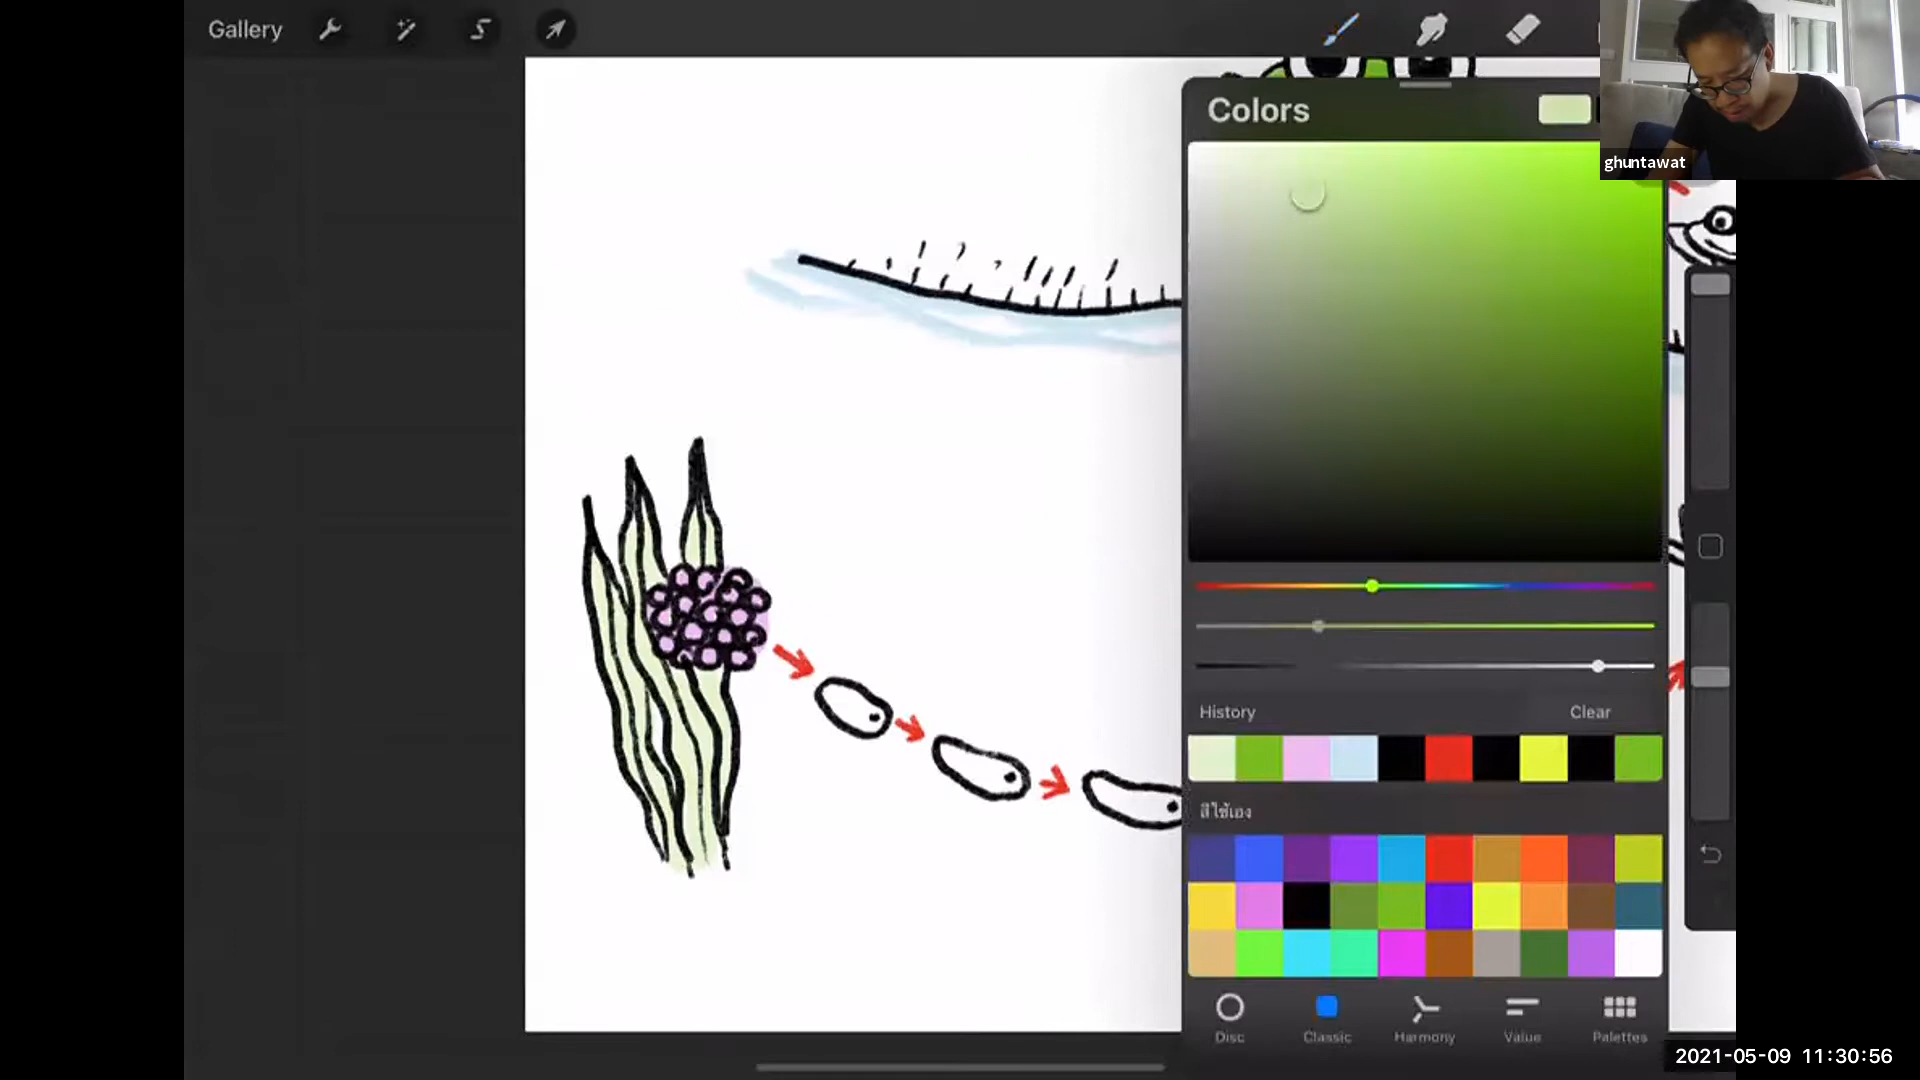 Gallery
Colors
ghuntawat
History
Clear
สีใช้เอง
Disc
Classic
Harmony
Value
Palettes
2021-05-09 11:30:56